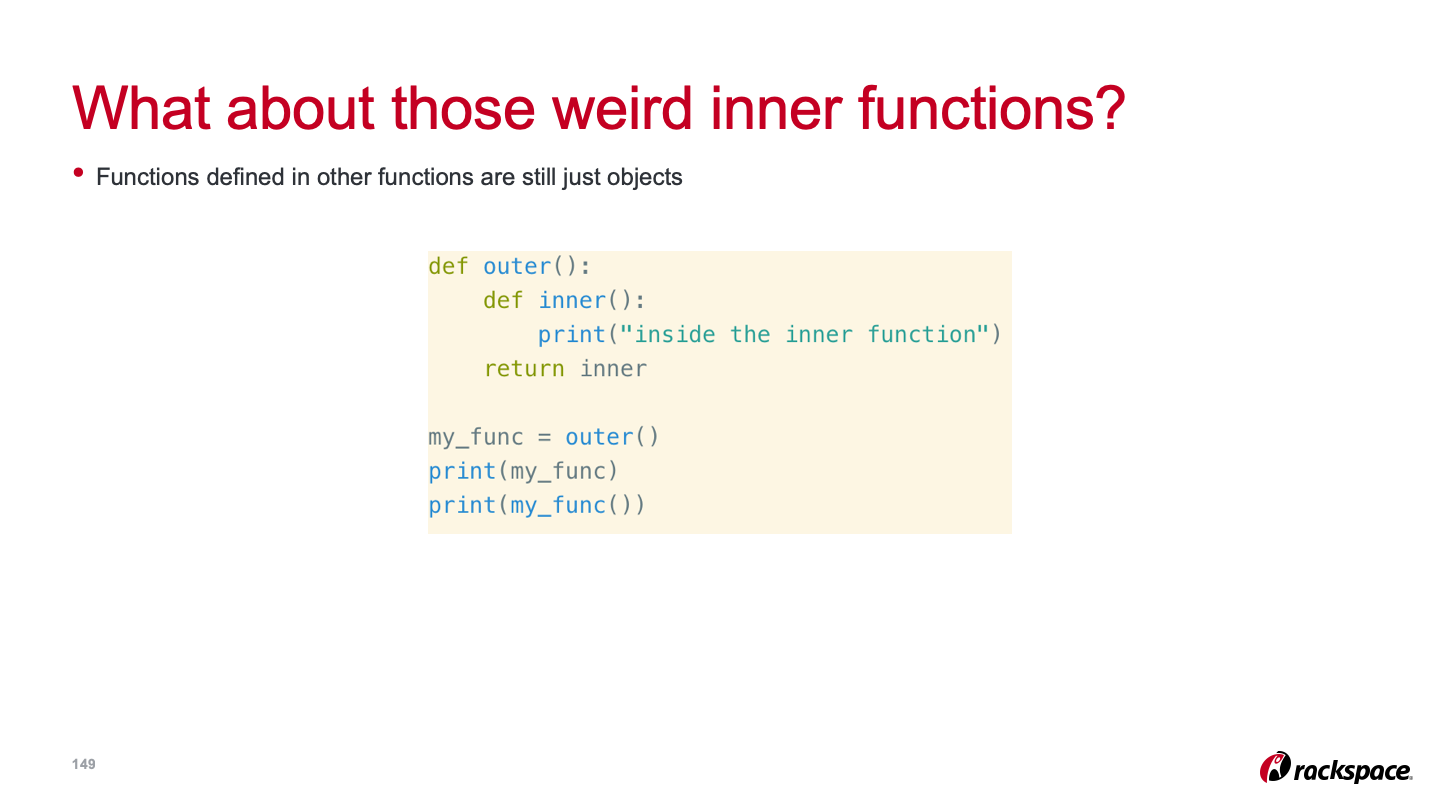 What about those weird inner functions?
• Functions defined in other functions are still just objects
def outer():
    def inner():
        print("inside the inner function")
    return inner
my_func = outer()
print(my_func)
print(my_func())
149
rackspace.